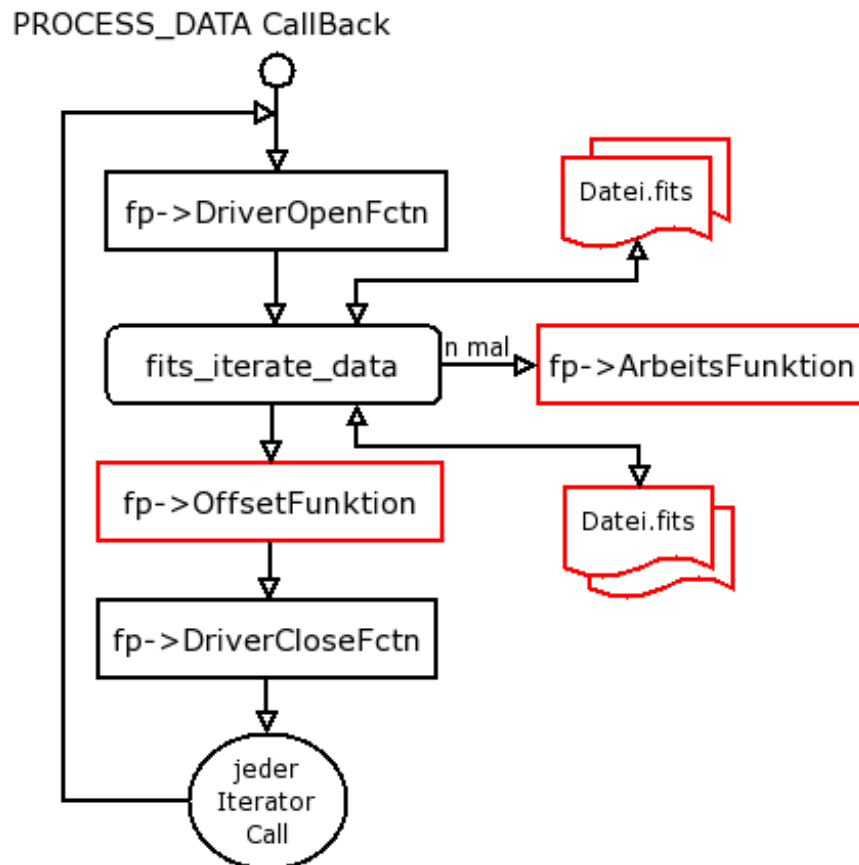 PROCESS_DATA CallBack
fp->DriverOpenFctn
Datei.fits
fits_iterate_data
n mal
fp->ArbeitsFunktion
fp->OffsetFunktion
Datei.fits
fp->DriverCloseFctn
jeder
Iterator
Call